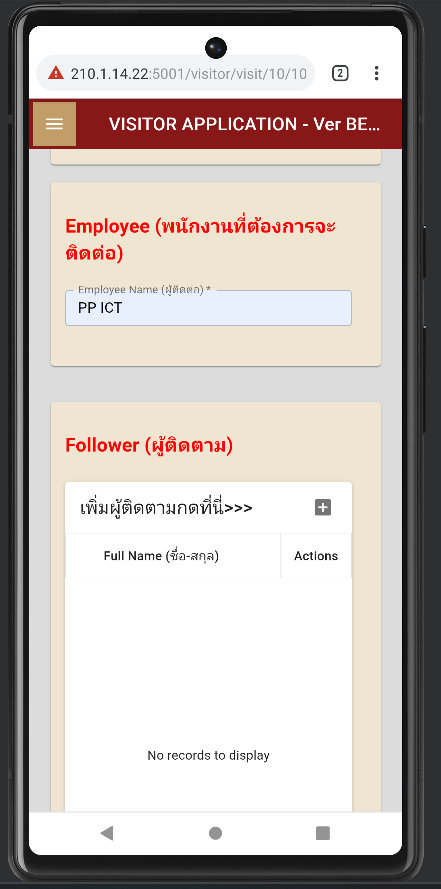 210.1.14.22:5001/visitor/visit/10/10
2
VISITOR APPLICATION - Ver BE...
Employee (พนักงานที่ต้องการจะ
ติดต่อ)
Employee Name (ผู้ติดต่อ) *
PP ICT
Follower (ผู้ติดตาม)
เพิ่มผู้ติดตามกดที่นี่>>>
Full Name (ชื่อ-สกุล)
Actions
No records to display